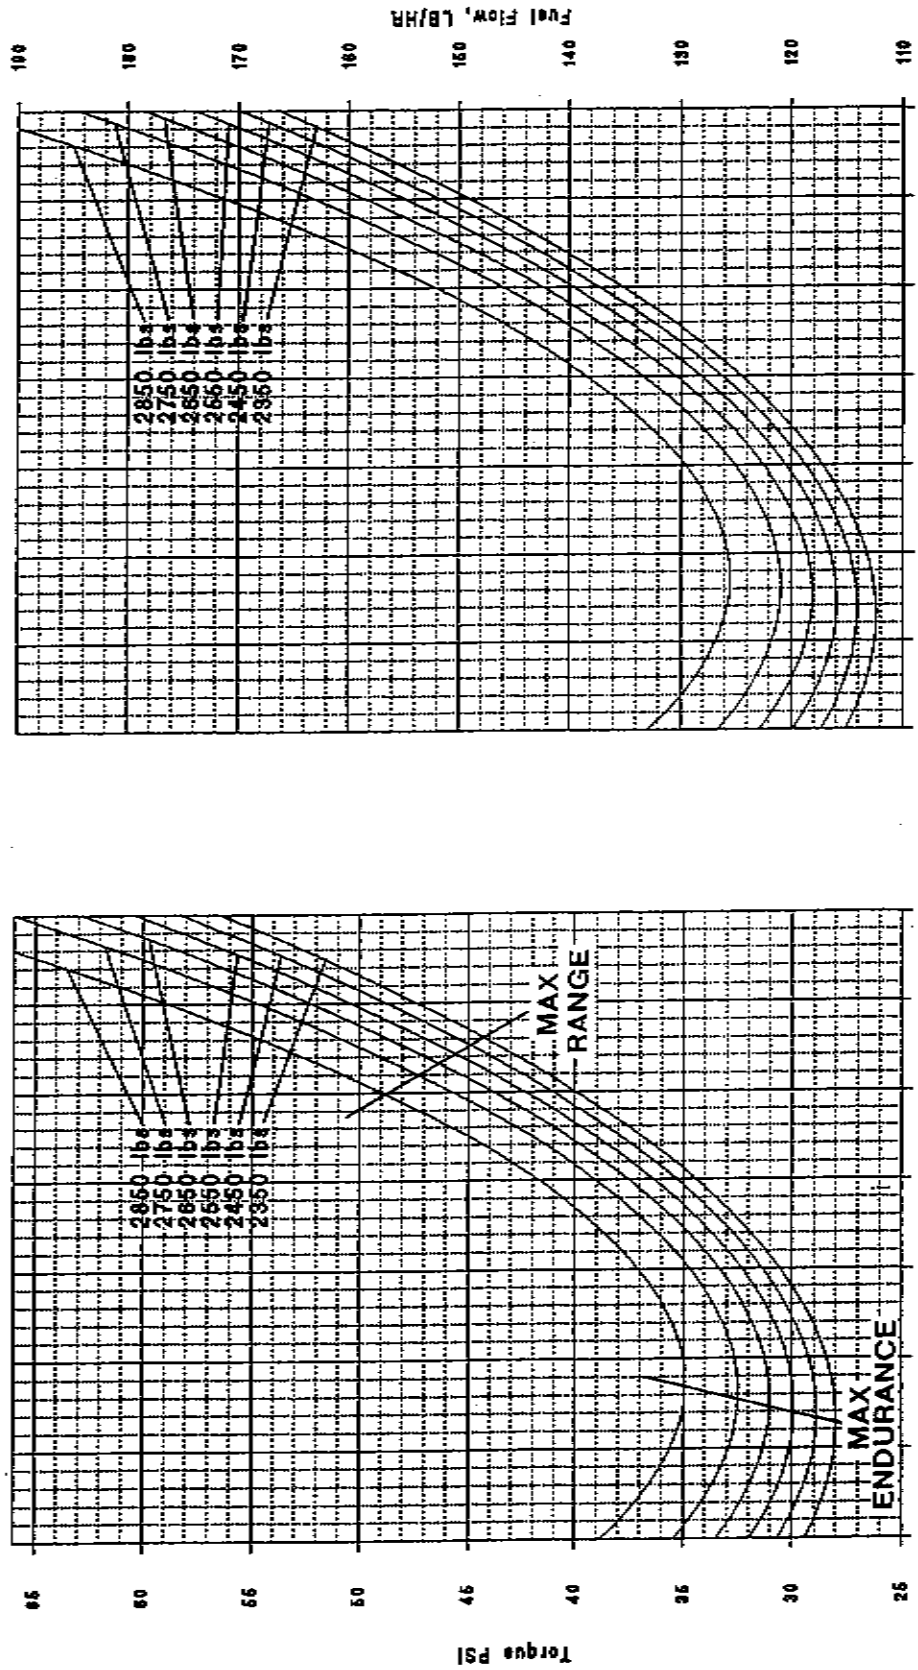 Torque PSI
65
60
55
50
45
40
35
30
25
2850 lbs
2750 lbs
2650 lbs
2550 lbs
2450 lbs
2350 lbs
MAX
RANGE
MAX
ENDURANCE
2850 lbs
2750 lbs
2650 lbs
2550 lbs
2450 lbs
2350 lbs
190
180
170
160
150
140
130
120
110
Fuel Flow, LB/HR